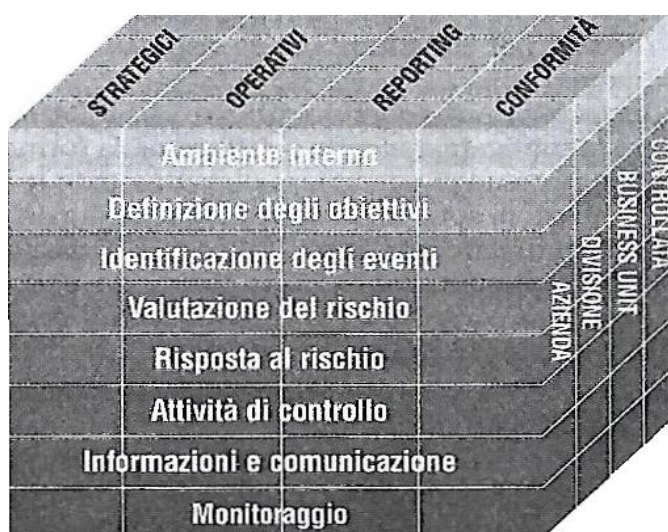 STRATEGICI
OPERATIVI
REPORTING
CONFORMITÀ
Ambiente interno
Definizione degli obiettivi
Identificazione degli eventi
Valutazione del rischio
Risposta al rischio
Attività di controllo
Informazioni e comunicazione
Monitoraggio
AZIENDA
DIVISIONE
BUSINESS UNIT
CONTROLLATA